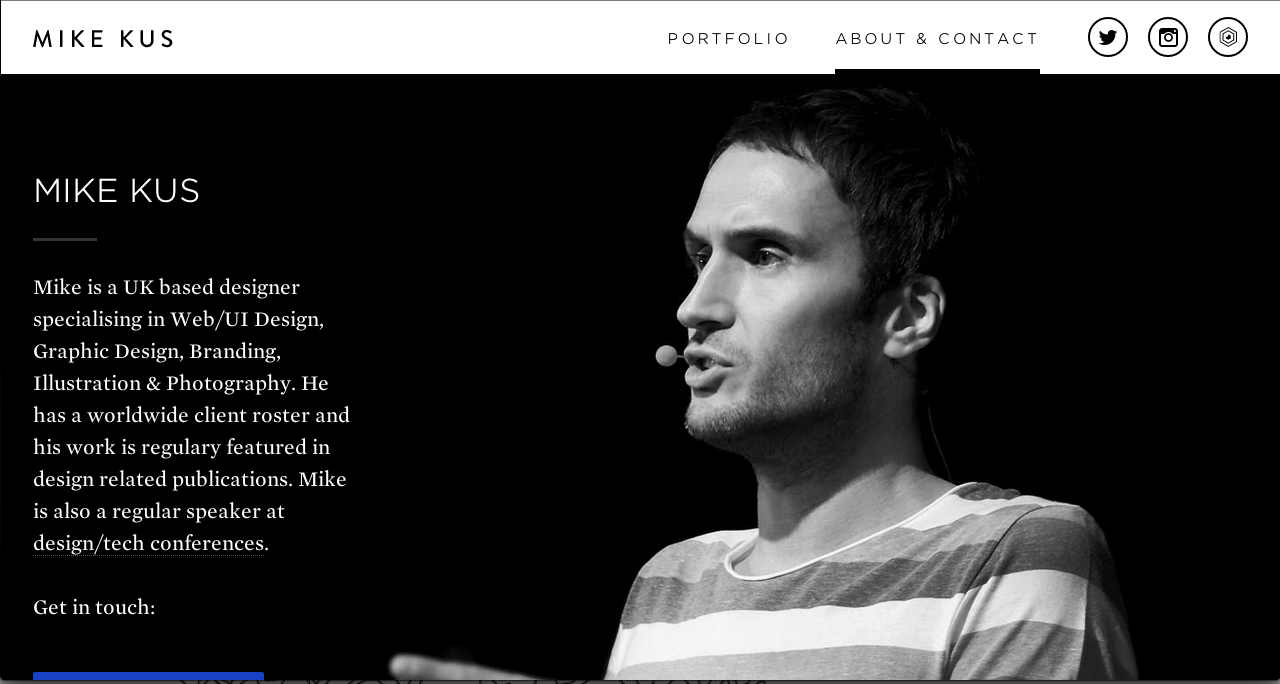 MIKE KUS
PORTFOLIO
ABOUT & CONTACT
MIKE KUS
Mike is a UK based designer
specialising in Web/UI Design,
Graphic Design, Branding,
Illustration & Photography. He
has a worldwide client roster and
his work is regulary featured in
design related publications. Mike
is also a regular speaker at
design/tech conferences.
Get in touch: